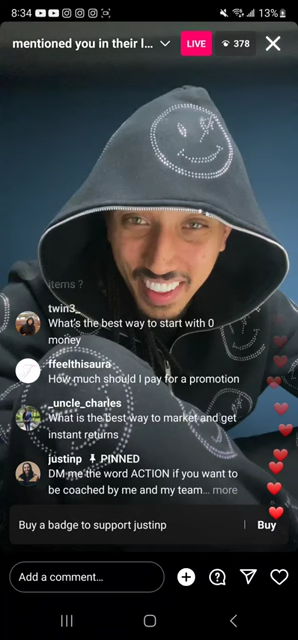 8:34 13%
mentioned you in their l... LIVE 378
items ?
twin3_
What's the best way to start with 0
money
ffeelthisaura
How much should I pay for a promotion
_uncle_charles
What is the best way to market and get
instant returns
justinp PINNED
DM me the word ACTION if you want to
be coached by me and my team... more
Buy a badge to support justinp Buy
Add a comment...